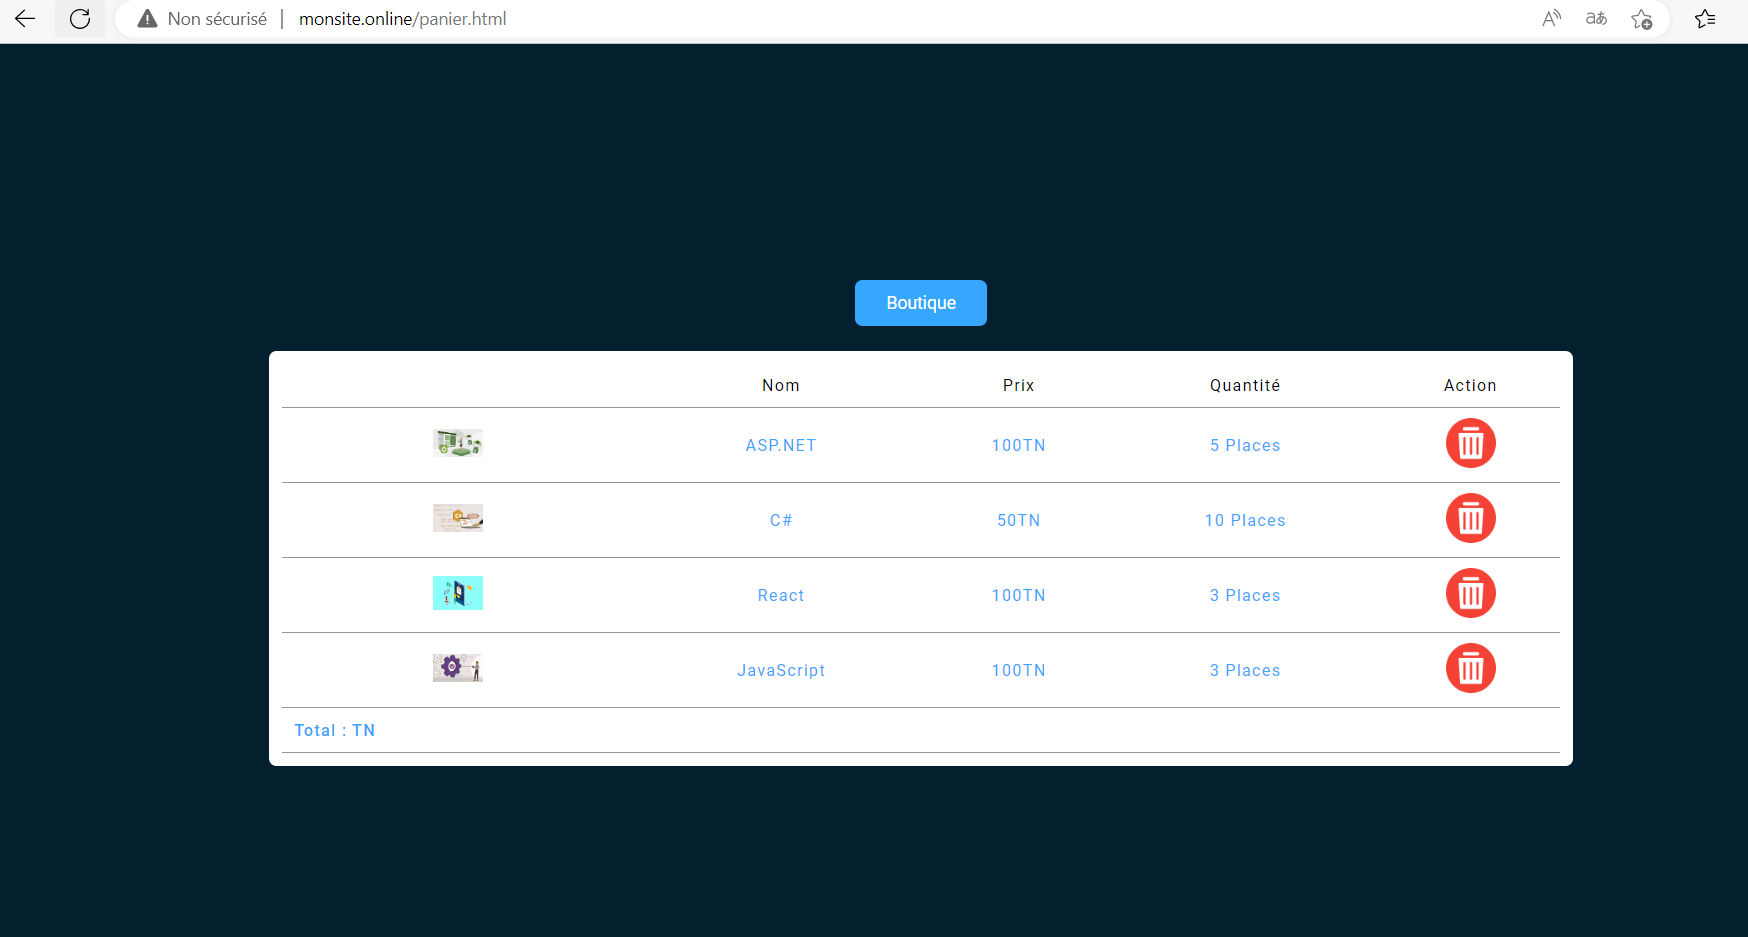 Non sécurisé | monsite.online/panier.html
Boutique
Nom Prix Quantité Action
ASP.NET 100TN 5 Places
C# 50TN 10 Places
React 100TN 3 Places
JavaScript 100TN 3 Places
Total : TN